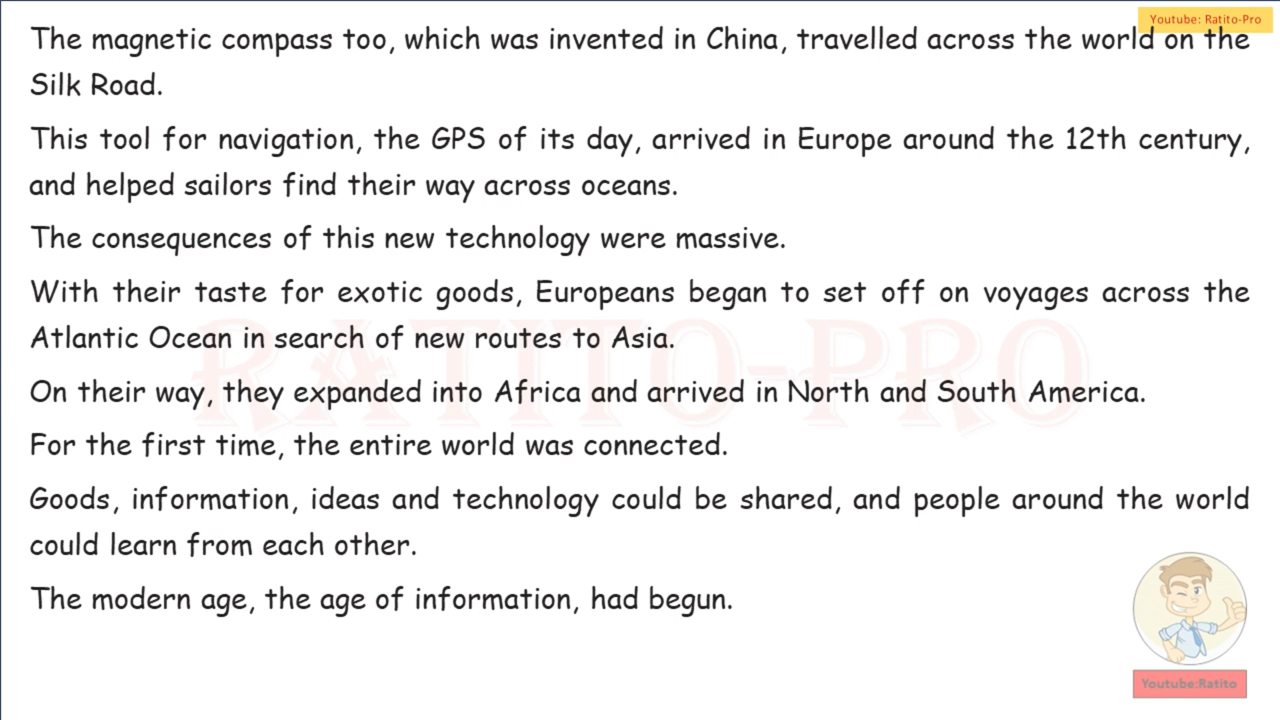 Youtube: Ratito-Pro
The magnetic compass too, which was invented in China, travelled across the world on the
Silk Road.
This tool for navigation, the GPS of its day, arrived in Europe around the 12th century,
and helped sailors find their way across oceans.
The consequences of this new technology were massive.
With their taste for exotic goods, Europeans began to set off on voyages across the
Atlantic Ocean in search of new routes to Asia.
RATITO-PRO
On their way, they expanded into Africa and arrived in North and South America.
For the first time, the entire world was connected.
Goods, information, ideas and technology could be shared, and people around the world
could learn from each other.
The modern age, the age of information, had begun.
Youtube:Ratito